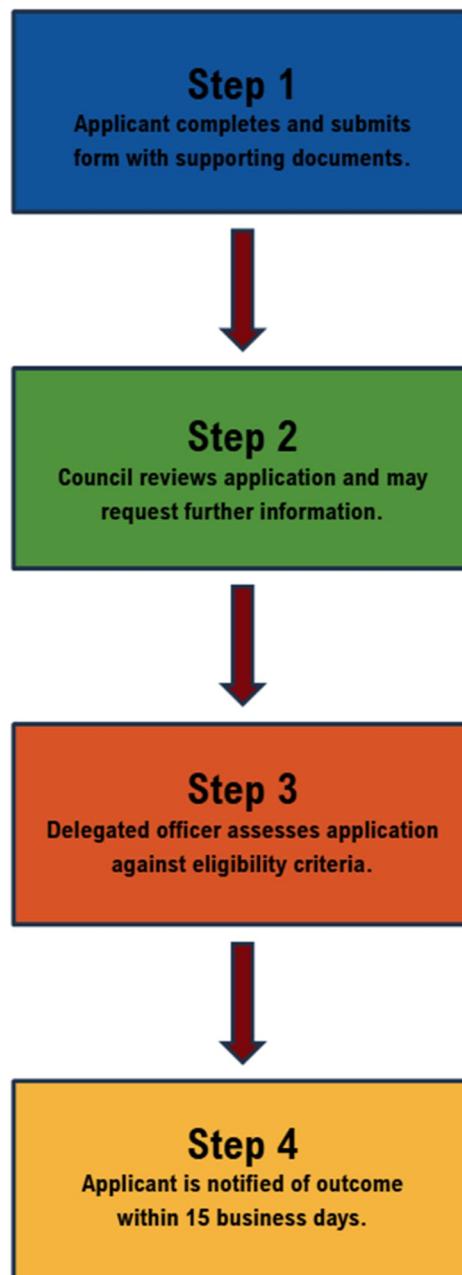 Step 1
Applicant completes and submits
form with supporting documents.
Step 2
Council reviews application and may
request further information.
Step 3
Delegated officer assesses application
against eligibility criteria.
Step 4
Applicant is notified of outcome
within 15 business days.